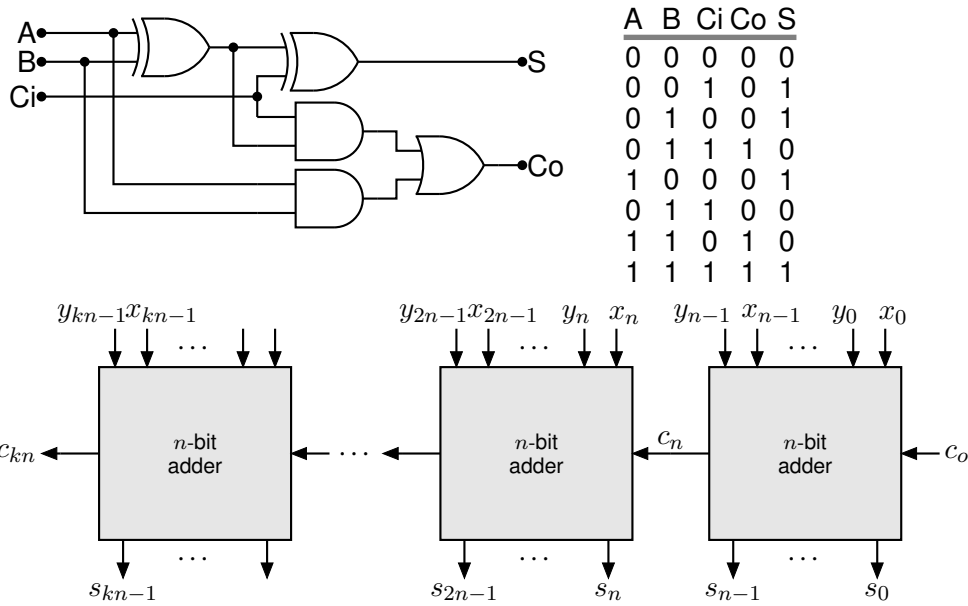 A B Ci Co S
A
B
Ci
S
Co
0 0 0 0 0
0 0 1 0 1
0 1 0 0 1
0 1 1 1 0
1 0 0 0 1
0 1 1 0 0
1 1 0 1 0
1 1 1 1 1
y_{kn−1} x_{kn−1} ⋯
y_{2n−1} x_{2n−1} ⋯ y_n x_n
y_{n−1} x_{n−1} ⋯ y_0 x_0
n-bit
adder
n-bit
adder
n-bit
adder
c_{kn} ⋯ c_n c_o
s_{kn−1} ⋯
s_{2n−1} ⋯ s_n
s_{n−1} ⋯ s_0